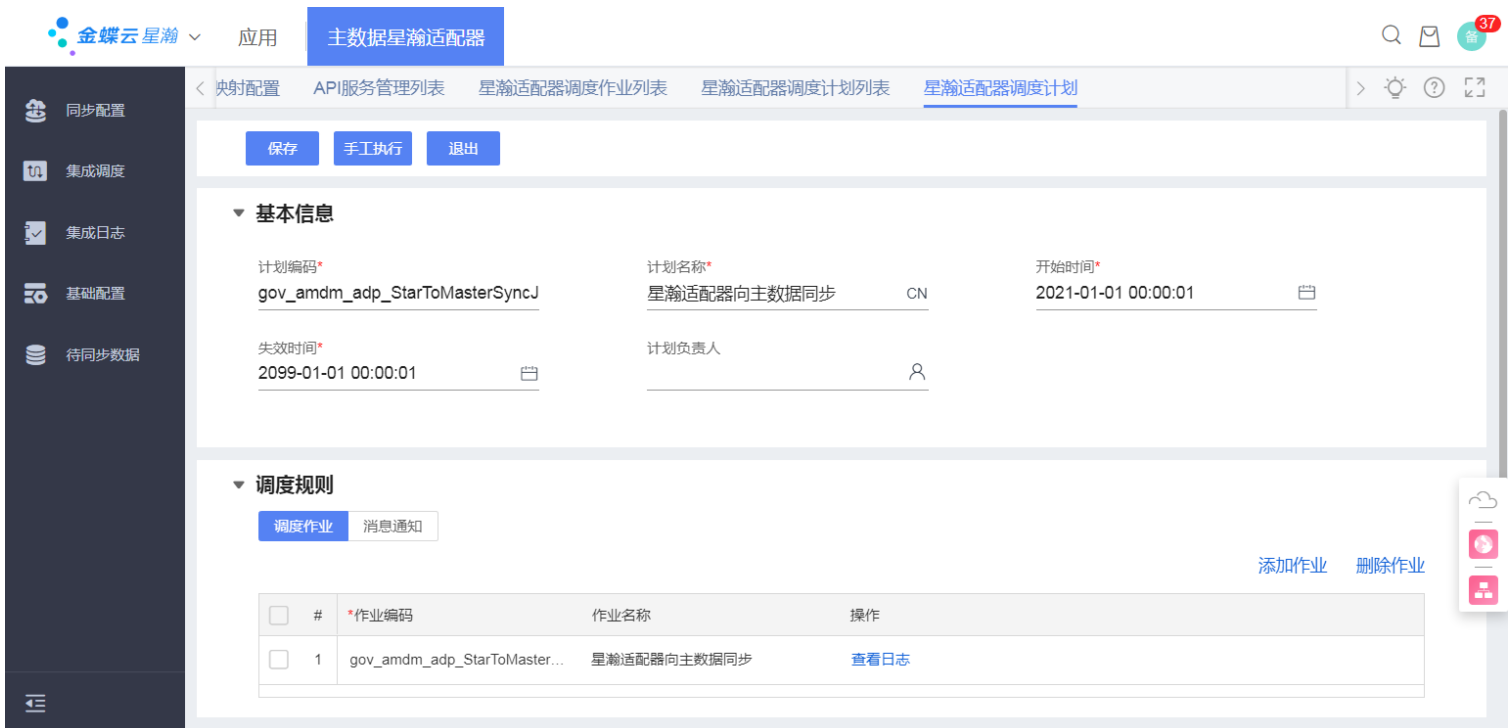 金蝶云 星瀚 应用 主数据星瀚适配器 备 37
映射配置 API服务管理列表 星瀚适配器调度作业列表 星瀚适配器调度计划列表 星瀚适配器调度计划
同步配置
集成调度
集成日志
基础配置
待同步数据
保存 手工执行 退出
基本信息
计划编码* 计划名称* 开始时间*
gov_amdm_adp_StarToMasterSyncJ 星瀚适配器向主数据同步 CN 2021-01-01 00:00:01
失效时间* 计划负责人
2099-01-01 00:00:01
调度规则
调度作业 消息通知
添加作业 删除作业
# *作业编码 作业名称 操作
1 gov_amdm_adp_StarToMaster... 星瀚适配器向主数据同步 查看日志